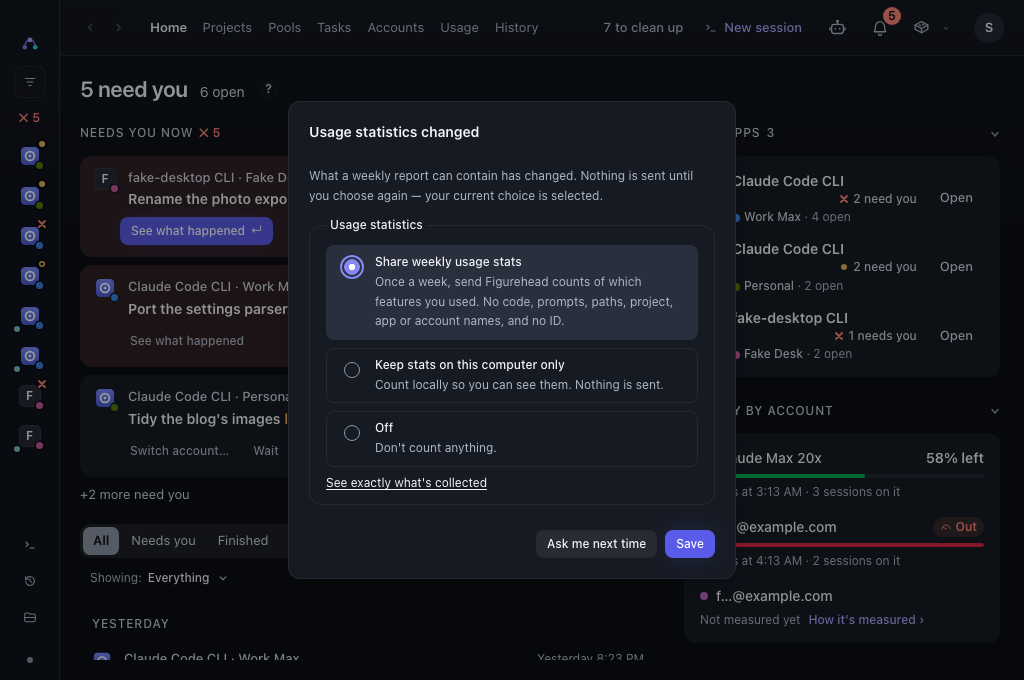 Home Projects Pools Tasks Accounts Usage History 7 to clean up New session 5 S
5 need you 6 open ?
5
NEEDS YOU NOW 5
fake-desktop CLI · Fake D
Rename the photo expo
See what happened
Claude Code CLI · Work M
Port the settings parser
See what happened
Claude Code CLI · Persona
Tidy the blog's images
Switch account… Wait
+2 more need you
All Needs you Finished
Showing: Everything
YESTERDAY
Claude Code CLI · Work Max Yesterday 8:23 PM
F
F
F
Usage statistics changed
What a weekly report can contain has changed. Nothing is sent until
you choose again — your current choice is selected.
Usage statistics
Share weekly usage stats
Once a week, send Figurehead counts of which
features you used. No code, prompts, paths, project,
app or account names, and no ID.
Keep stats on this computer only
Count locally so you can see them. Nothing is sent.
Off
Don't count anything.
See exactly what's collected
Ask me next time Save
PPS 3
Claude Code CLI
2 need you Open
Work Max · 4 open
Claude Code CLI
2 need you Open
Personal · 2 open
fake-desktop CLI
1 needs you Open
Fake Desk · 2 open
Y BY ACCOUNT
ude Max 20x 58% left
s at 3:13 AM · 3 sessions on it
@example.com Out
s at 4:13 AM · 2 sessions on it
f…@example.com
Not measured yet How it's measured ›